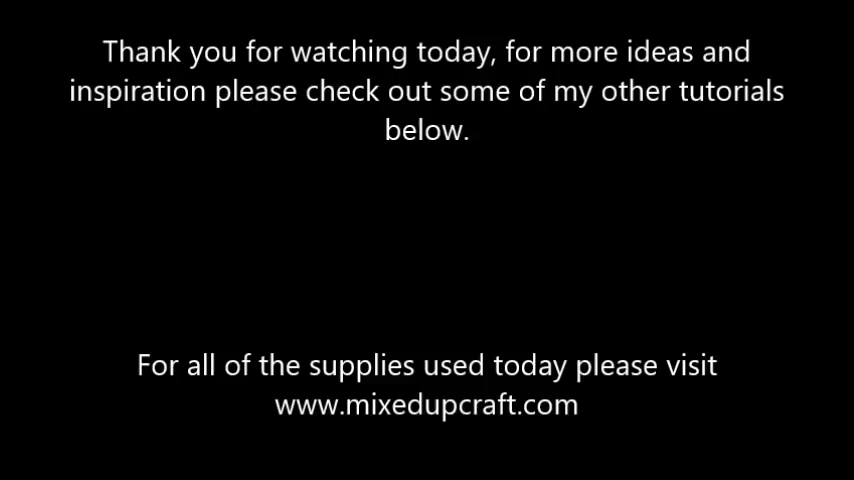 Thank you for watching today, for more ideas and
inspiration please check out some of my other tutorials
below.
For all of the supplies used today please visit
www.mixedupcraft.com